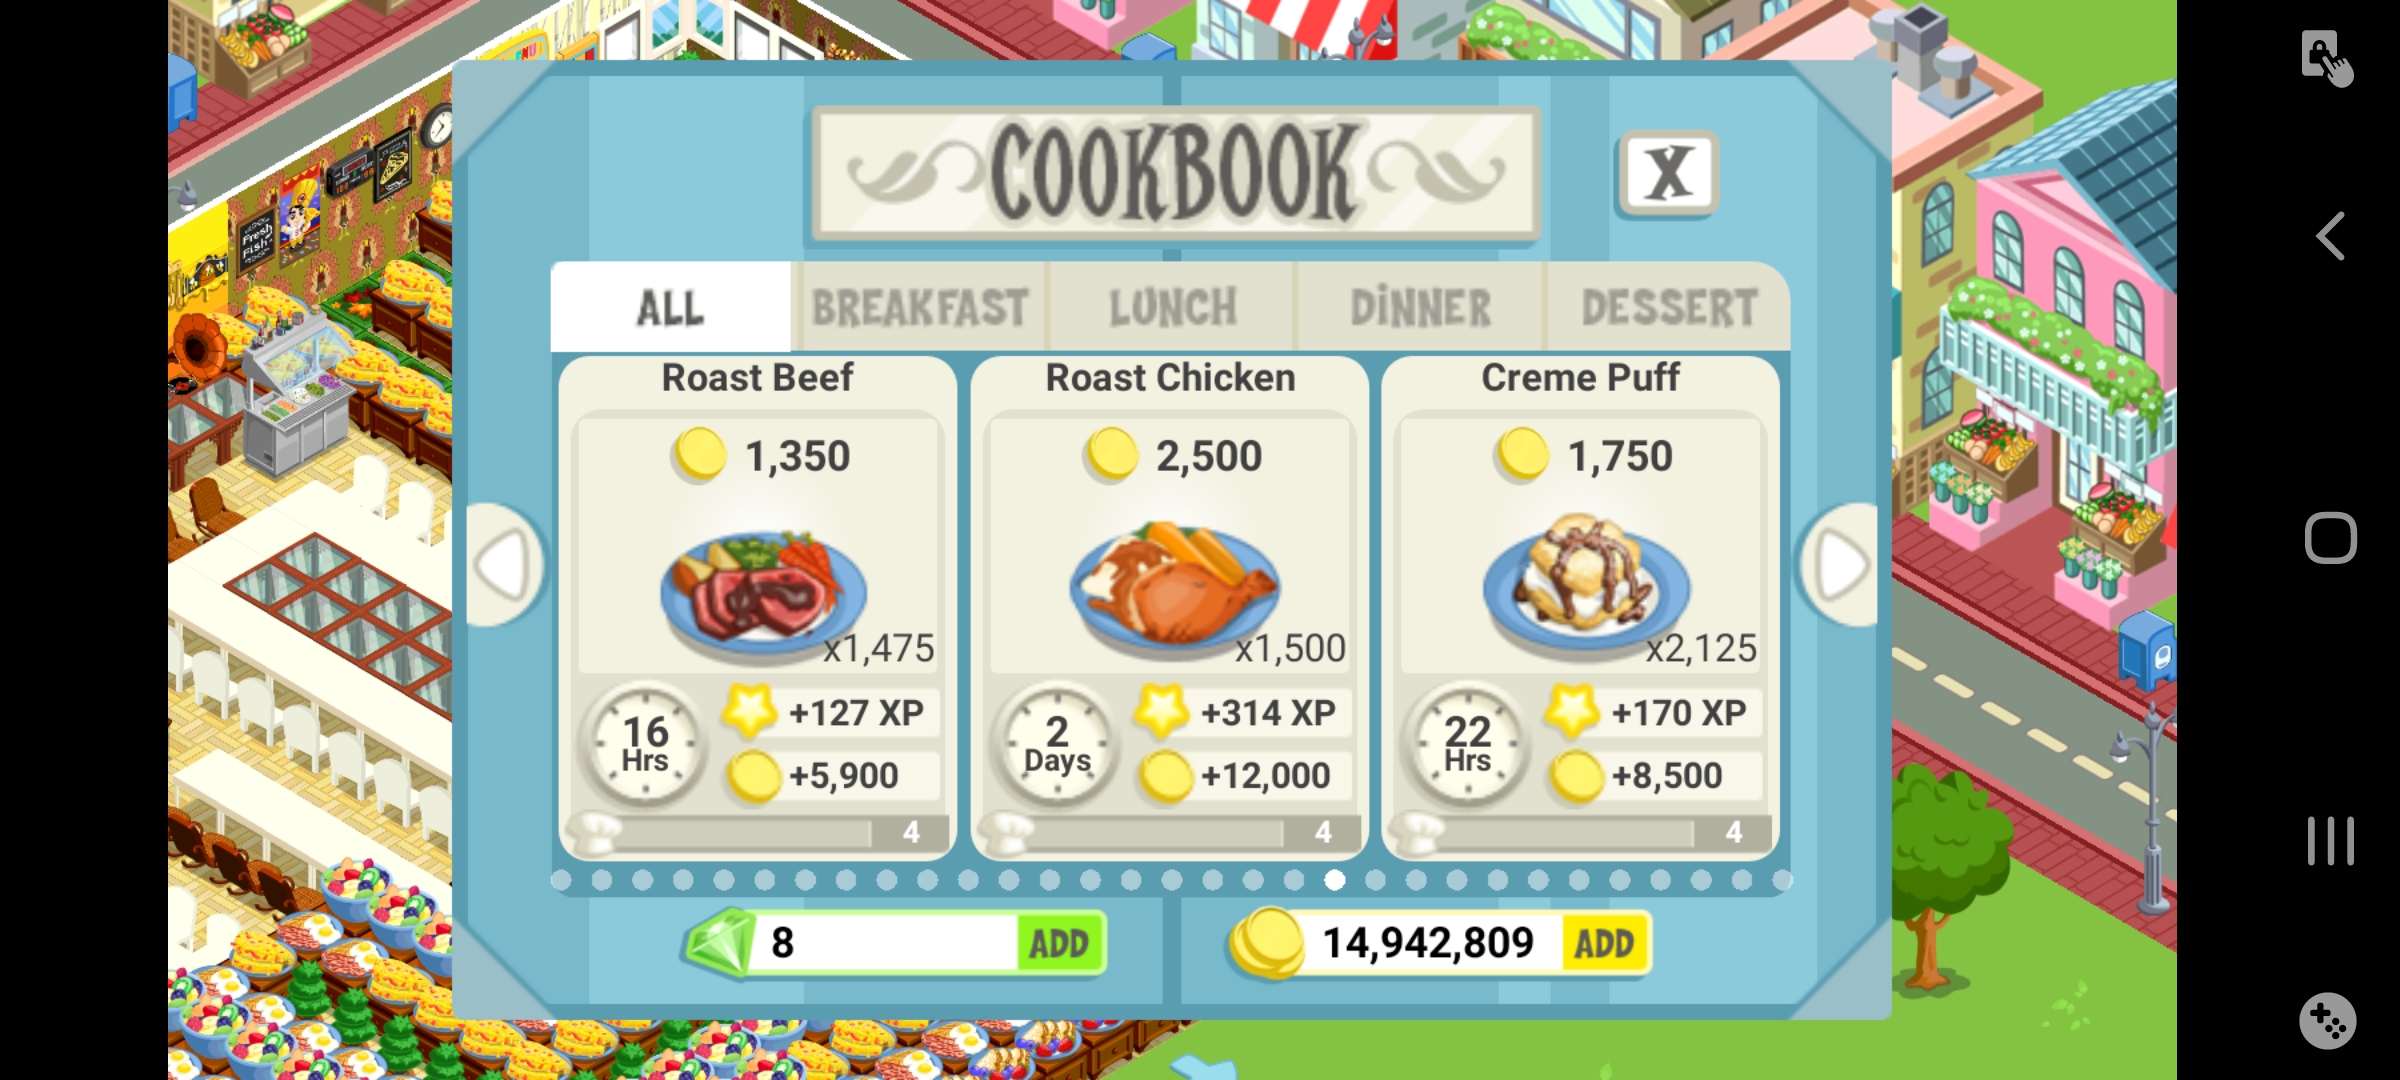 COOKBOOK
X
ALL BREAKFAST LUNCH DINNER DESSERT
Roast Beef
1,350
x1,475
16 Hrs
+127 XP
+5,900
4
Roast Chicken
2,500
x1,500
2 Days
+314 XP
+12,000
4
Creme Puff
1,750
x2,125
22 Hrs
+170 XP
+8,500
4
8 ADD
14,942,809 ADD
Fresh
Fish